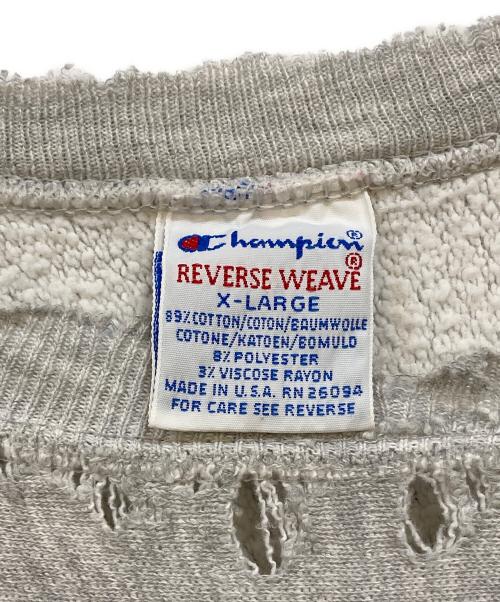 Champion®
REVERSE WEAVE®
X-LARGE
89% COTTON/COTON/BAUMWOLLE
COTONE/KATOEN/BOMULD
8% POLYESTER
3% VISCOSE RAYON
MADE IN U.S.A. RN 26094
FOR CARE SEE REVERSE